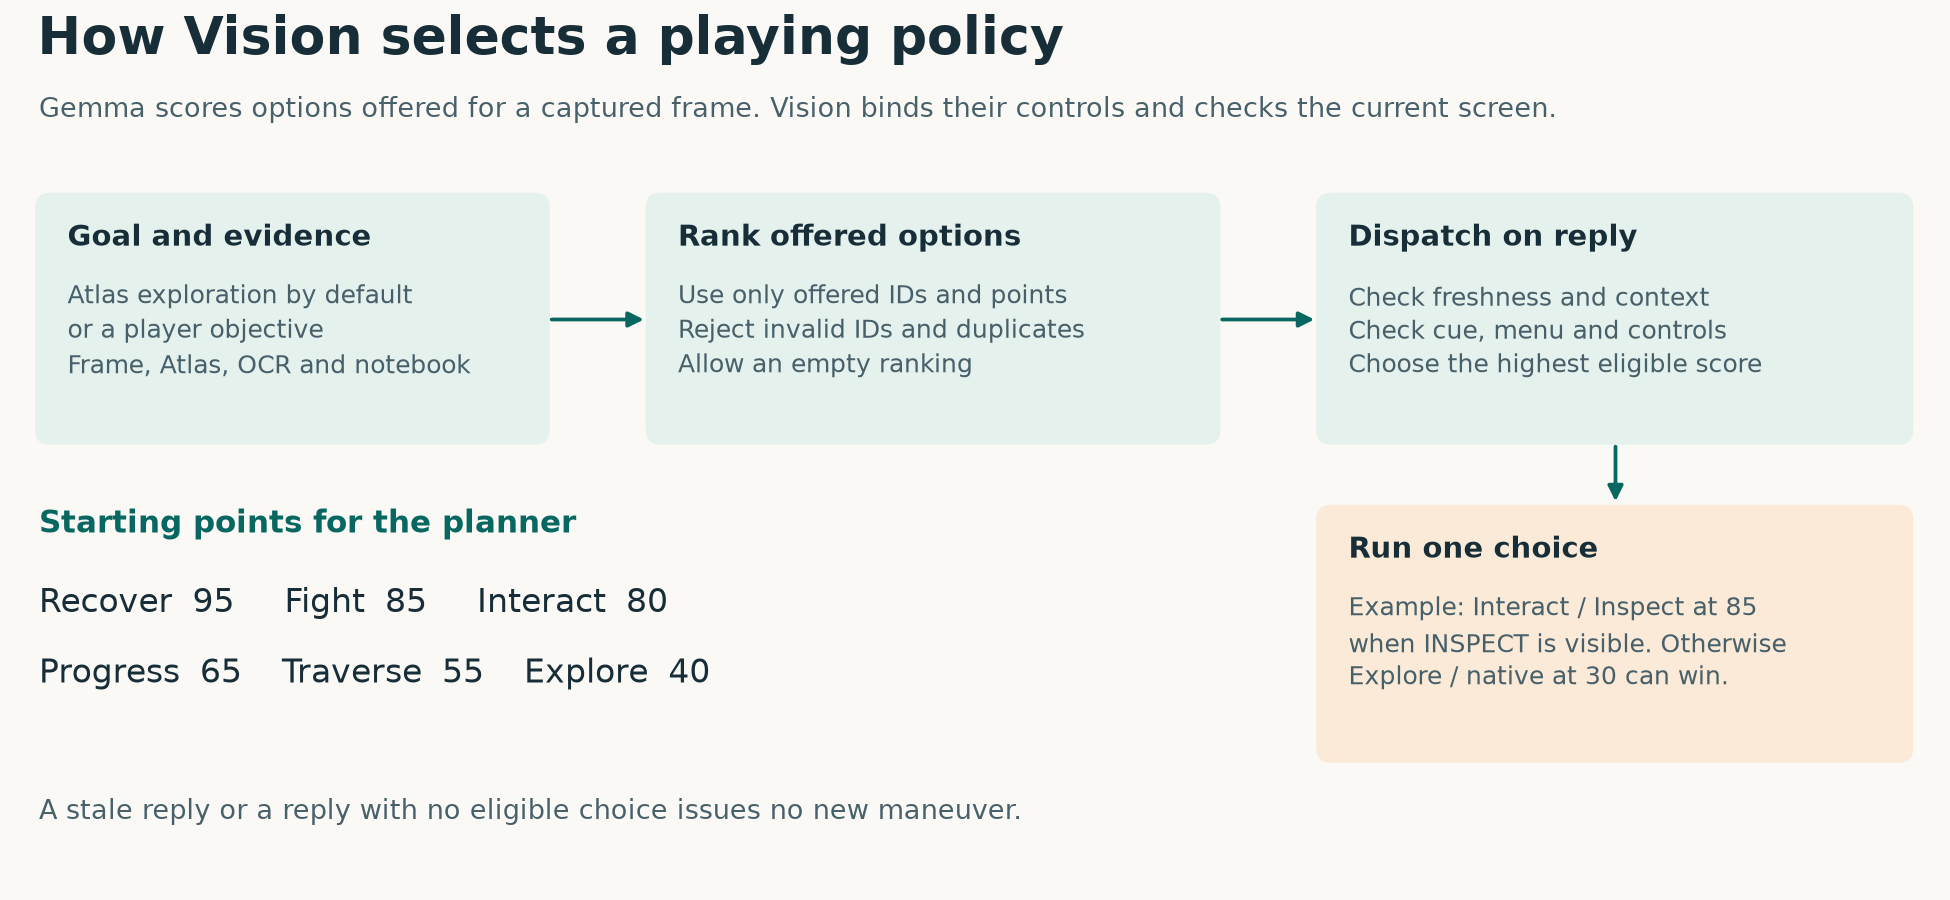 How Vision selects a playing policy
Gemma scores options offered for a captured frame. Vision binds their controls and checks the current screen.
Goal and evidence
Atlas exploration by default
or a player objective
Frame, Atlas, OCR and notebook
Rank offered options
Use only offered IDs and points
Reject invalid IDs and duplicates
Allow an empty ranking
Dispatch on reply
Check freshness and context
Check cue, menu and controls
Choose the highest eligible score
Run one choice
Example: Interact / Inspect at 85
when INSPECT is visible. Otherwise
Explore / native at 30 can win.
Starting points for the planner
Recover 95 Fight 85 Interact 80
Progress 65 Traverse 55 Explore 40
A stale reply or a reply with no eligible choice issues no new maneuver.